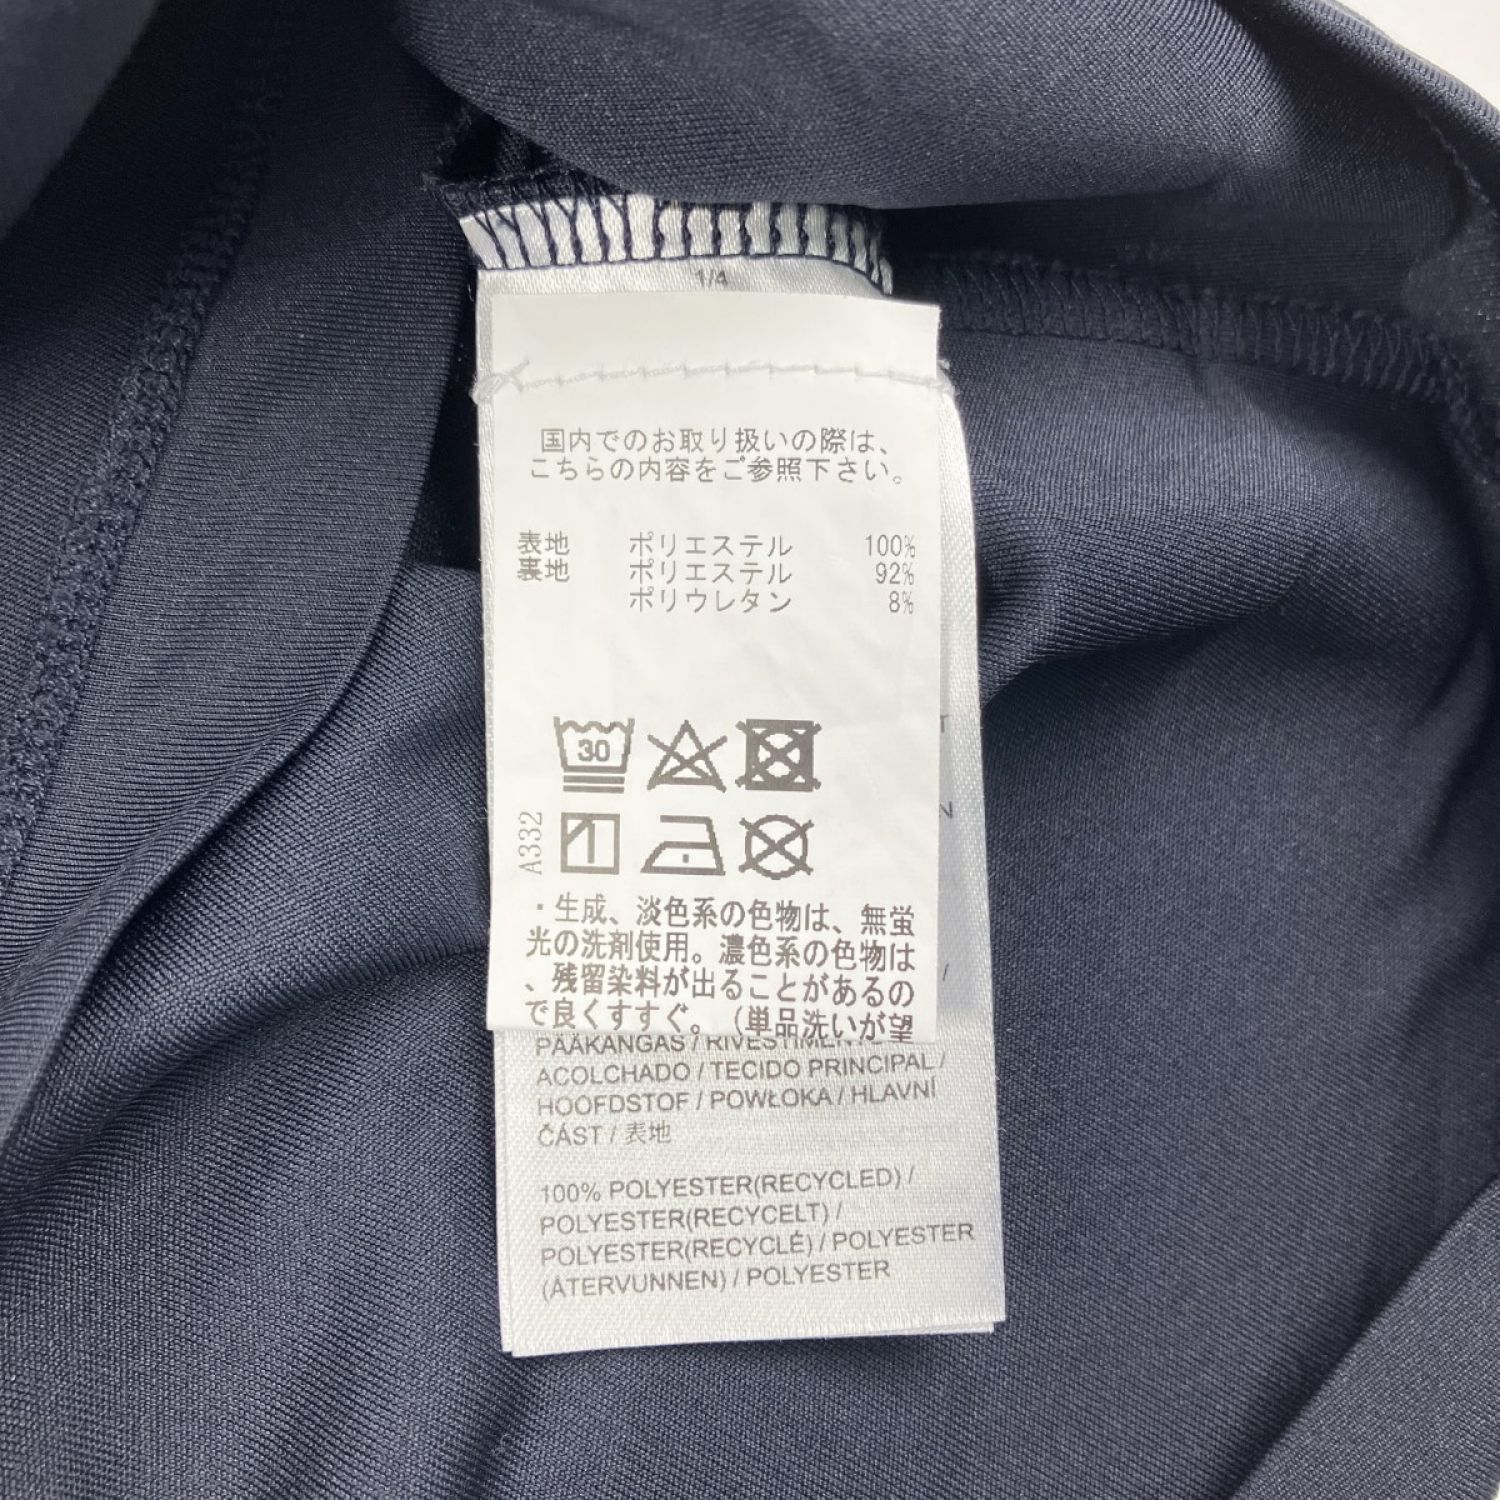 1/4
国内でのお取り扱いの際は、
こちらの内容をご参照下さい。
表地 ポリエステル 100%
裏地 ポリエステル 92%
ポリウレタン 8%
30
A332
・生成、淡色系の色物は、無蛍
光の洗剤使用。濃色系の色物は
、残留染料が出ることがあるの
で良くすすぐ。（単品洗いが望
PÄÄKANGAS /
ACOLCHADO / TECIDO PRINCIPAL /
HOOFDSTOF / POWŁOKA / HLAVNÍ
ČÁST / 表地
100% POLYESTER(RECYCLED) /
POLYESTER(RECYCELT) /
POLYESTER(RECYCLÉ) / POLYESTER
(ÅTERVUNNEN) / POLYESTER